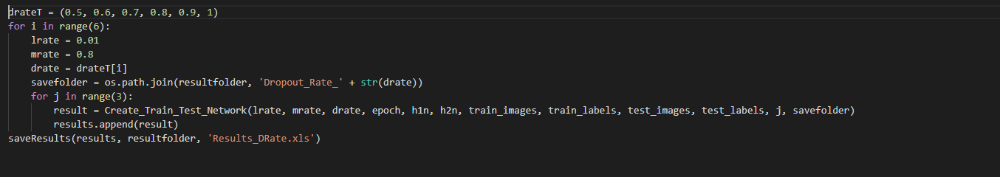 drateT = (0.5, 0.6, 0.7, 0.8, 0.9, 1)
for i in range(6):
    lrate = 0.01
    mrate = 0.8
    drate = drateT[i]
    savefolder = os.path.join(resultfolder, 'Dropout_Rate_' + str(drate))
    for j in range(3):
        result = Create_Train_Test_Network(lrate, mrate, drate, epoch, h1n, h2n, train_images, train_labels, test_images, test_labels, j, savefolder)
        results.append(result)
saveResults(results, resultfolder, 'Results_DRate.xls')